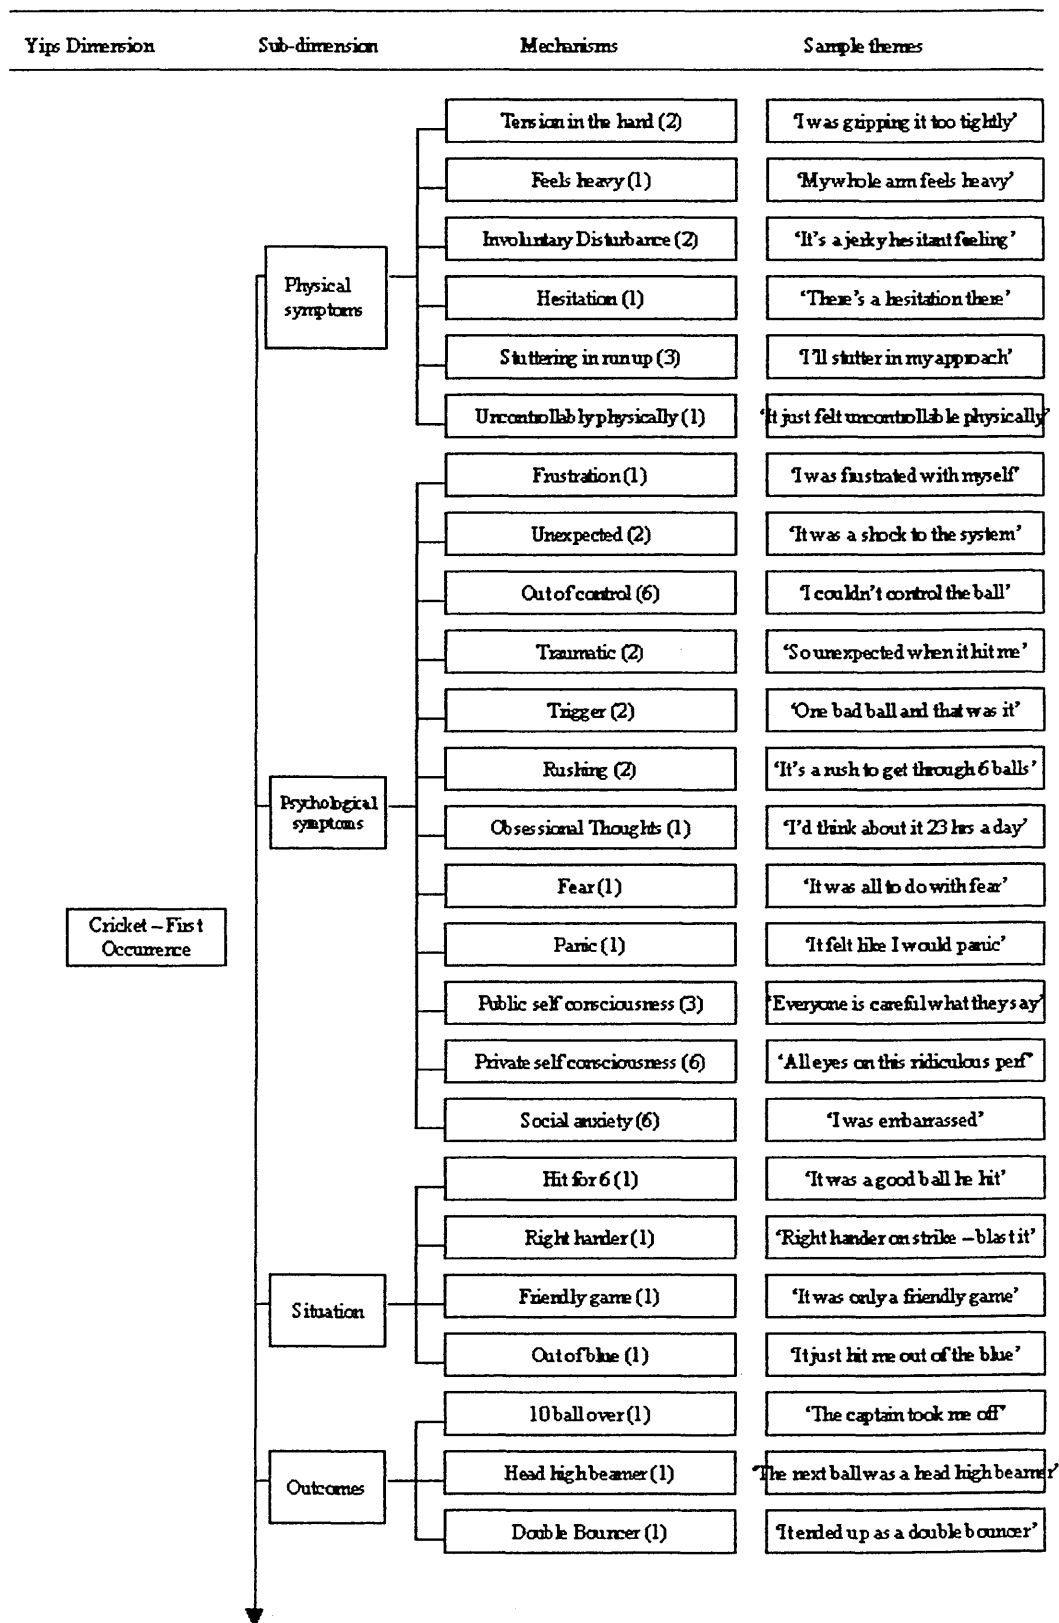 Yips Dimension Sub-dimension Mechanisms Sample themes
Tension in the hand (2) 'I was gripping it too tightly'
Feels heavy (1) 'My whole arm feels heavy'
Involuntary Disturbance (2) 'It's a jerky hesitant feeling'
Physical
symptoms
Hesitation (1) 'There's a hesitation there'
Stuttering in run up (3) 'I'll stutter in my approach'
Uncontrollably physically (1) 'It just felt uncontrollable physically'
Frustration (1) 'I was frustrated with myself'
Unexpected (2) 'It was a shock to the system'
Out of control (6) 'I couldn't control the ball'
Traumatic (2) 'So unexpected when it hit me'
Trigger (2) 'One bad ball and that was it'
Rushing (2) 'It's a rush to get through 6 balls'
Psychological
symptoms
Obsessional Thoughts (1) 'I'd think about it 23 hrs a day'
Fear (1) 'It was all to do with fear'
Cricket – First
Occurrence
Panic (1) 'It felt like I would panic'
Public self consciousness (3) 'Everyone is careful what they say'
Private self consciousness (6) 'All eyes on this ridiculous perf'
Social anxiety (6) 'I was embarrassed'
Hit for 6 (1) 'It was a good ball he hit'
Right hander (1) 'Right hander on strike – blast it'
Situation
Friendly game (1) 'It was only a friendly game'
Out of blue (1) 'It just hit me out of the blue'
10 ball over (1) 'The captain took me off'
Outcomes
Head high beamer (1) 'The next ball was a head high beamer'
Double Bouncer (1) 'It ended up as a double bouncer'